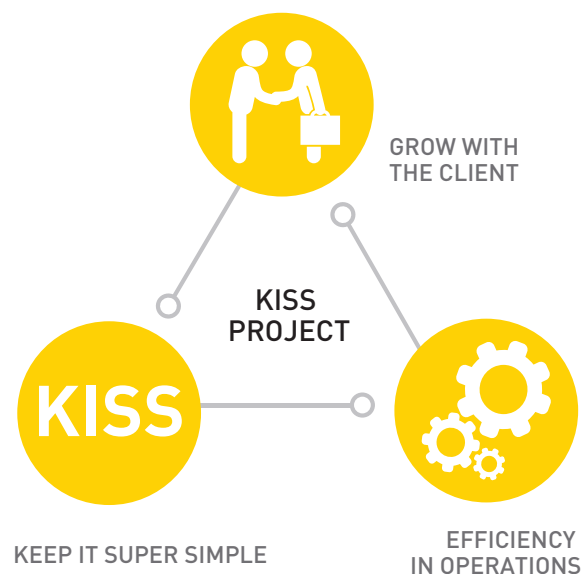 GROW WITH
THE CLIENT
KISS
PROJECT
KISS
KEEP IT SUPER SIMPLE
EFFICIENCY
IN OPERATIONS